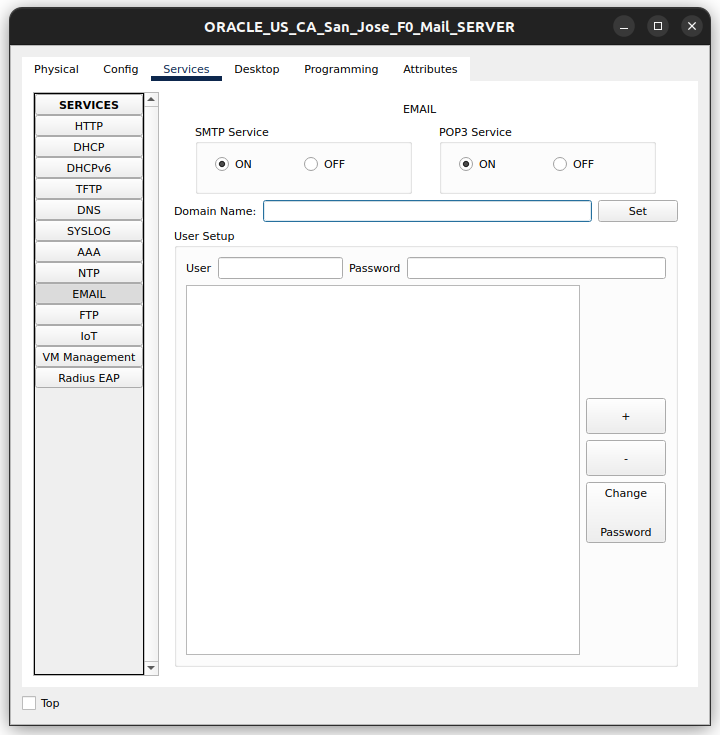 ORACLE_US_CA_San_Jose_F0_Mail_SERVER
Physical Config Services Desktop Programming Attributes
SERVICES
HTTP
DHCP
DHCPv6
TFTP
DNS
SYSLOG
AAA
NTP
EMAIL
FTP
IoT
VM Management
Radius EAP
EMAIL
SMTP Service
ON OFF
POP3 Service
ON OFF
Domain Name: Set
User Setup
User Password
+
-
Change
Password
Top